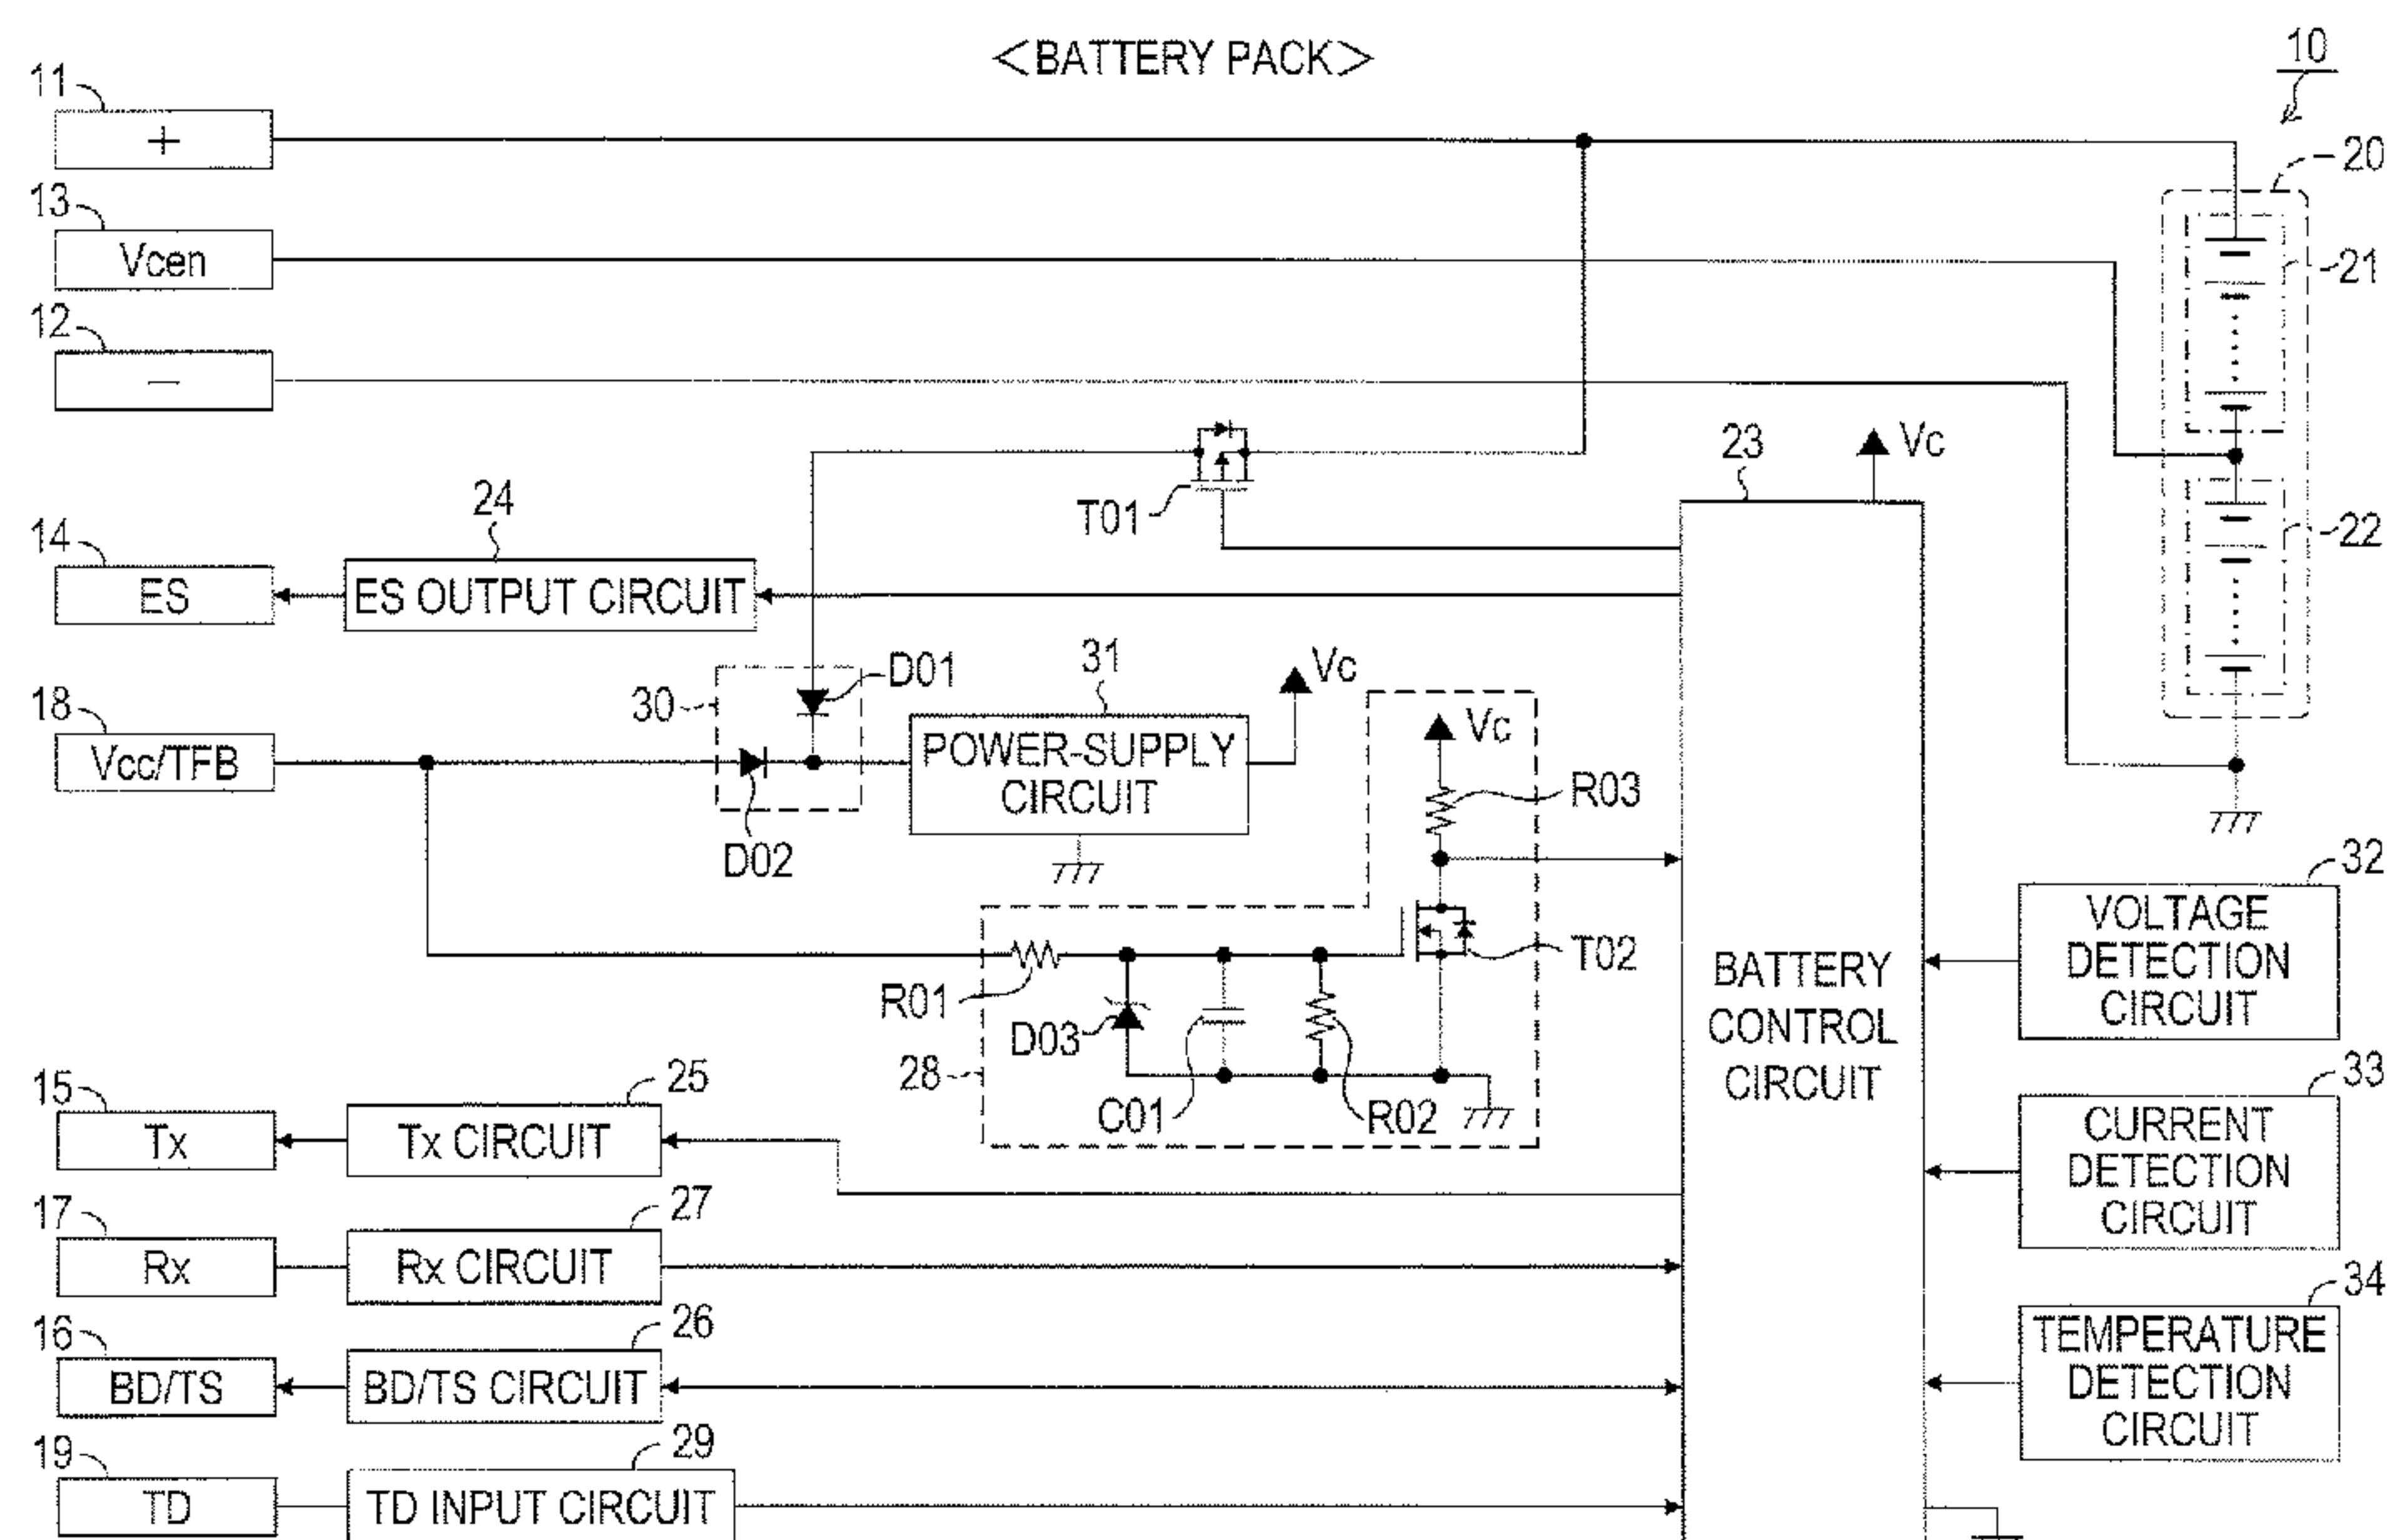 <BATTERY PACK>
10
11
+
20
13
Vcen
21
12
—
23
Vc
T01
24
22
14
ES
ES OUTPUT CIRCUIT
D01
31
Vc
30
18
Vcc/TFB
POWER-SUPPLY
CIRCUIT
Vc
R03
D02
32
VOLTAGE
DETECTION
CIRCUIT
T02
R01
BATTERY
CONTROL
CIRCUIT
D03
28
C01
R02
33
CURRENT
DETECTION
CIRCUIT
15
Tx
25
Tx CIRCUIT
17
Rx
27
Rx CIRCUIT
34
TEMPERATURE
DETECTION
CIRCUIT
16
BD/TS
26
BD/TS CIRCUIT
19
TD
29
TD INPUT CIRCUIT